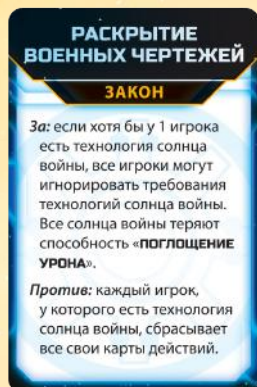 РАСКРЫТИЕ
ВОЕННЫХ ЧЕРТЕЖЕЙ
ЗАКОН
За: если хотя бы у 1 игрока
есть технология солнца
войны, все игроки могут
игнорировать требования
технологий солнца войны.
Все солнца войны теряют
способность «ПОГЛОЩЕНИЕ
УРОНА».
Против: каждый игрок,
у которого есть технология
солнца войны, сбрасывает
все свои карты действий.